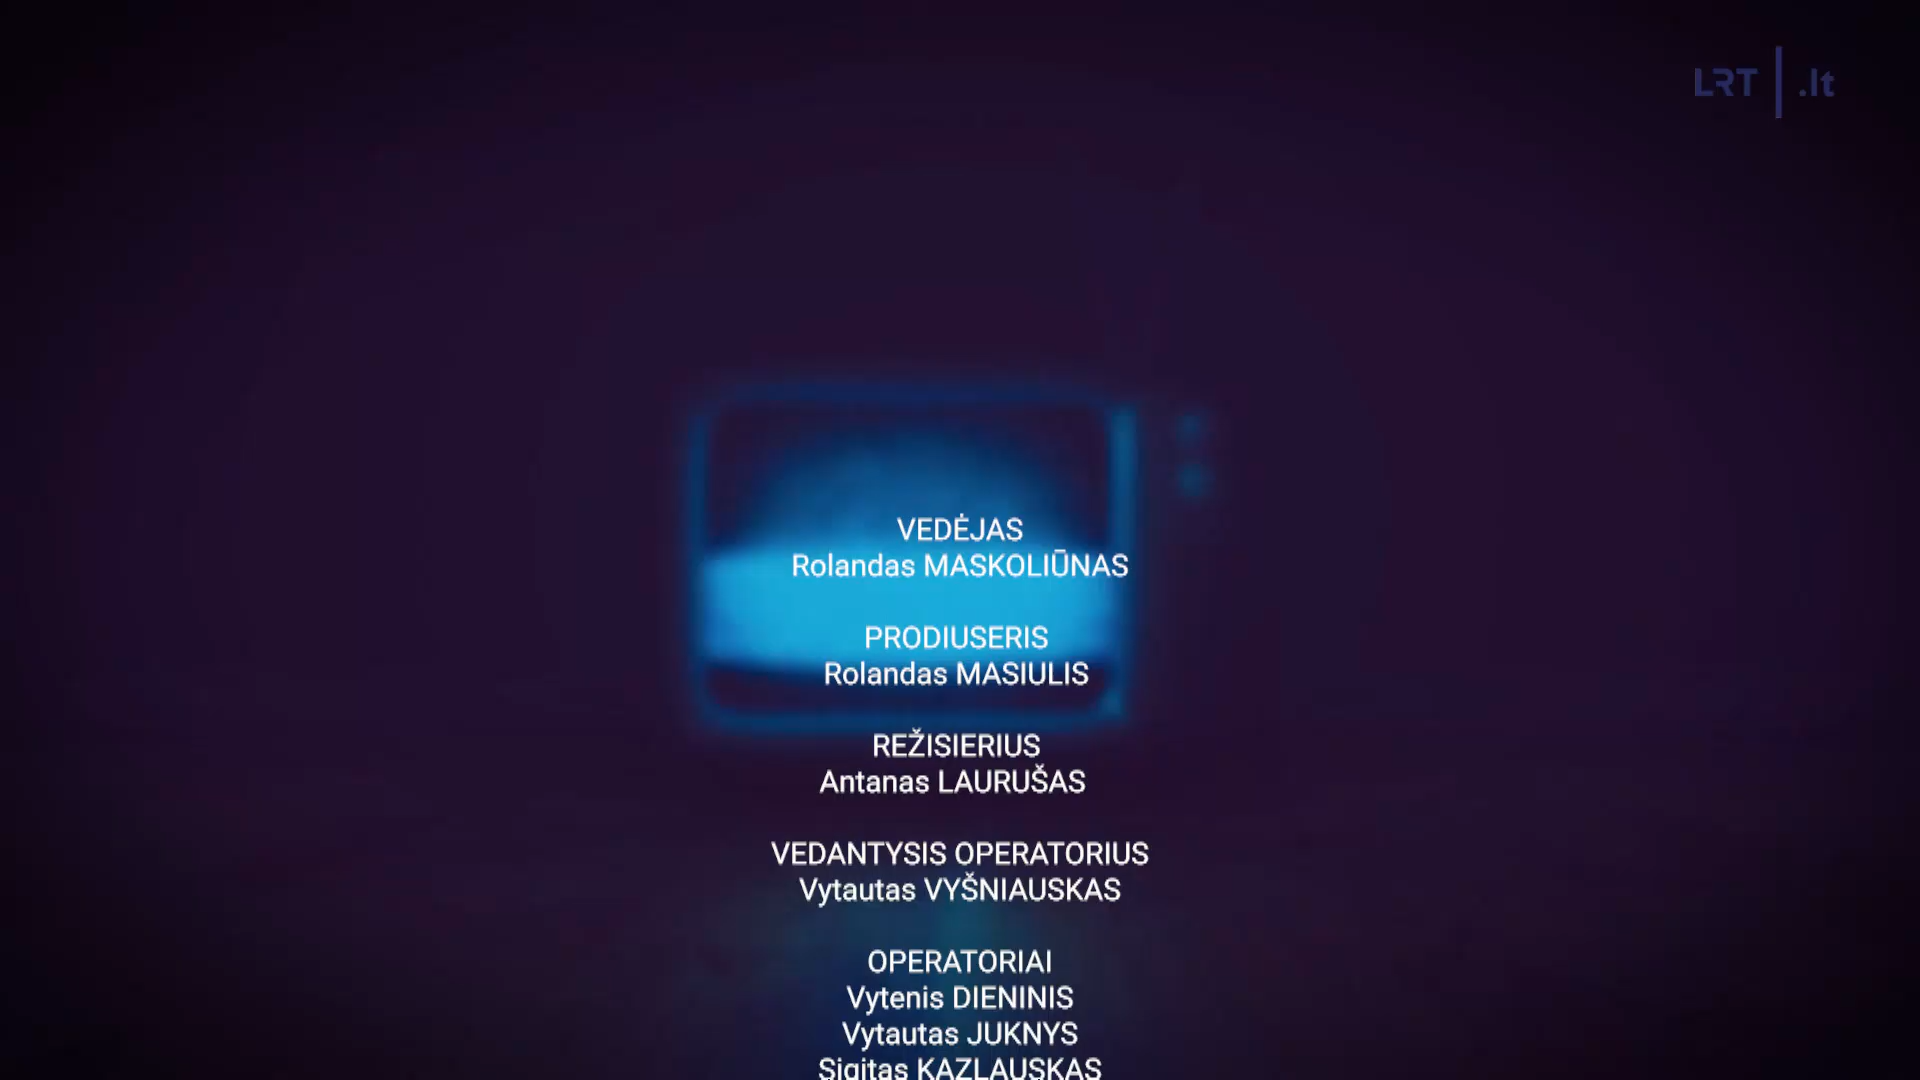 LRT | .lt
VEDĖJAS
Rolandas MASKOLIŪNAS
PRODIUSERIS
Rolandas MASIULIS
REŽISIERIUS
Antanas LAURUŠAS
VEDANTYSIS OPERATORIUS
Vytautas VYŠNIAUSKAS
OPERATORIAI
Vytenis DIENINIS
Vytautas JUKNYS
Sigitas KAZLAUSKAS